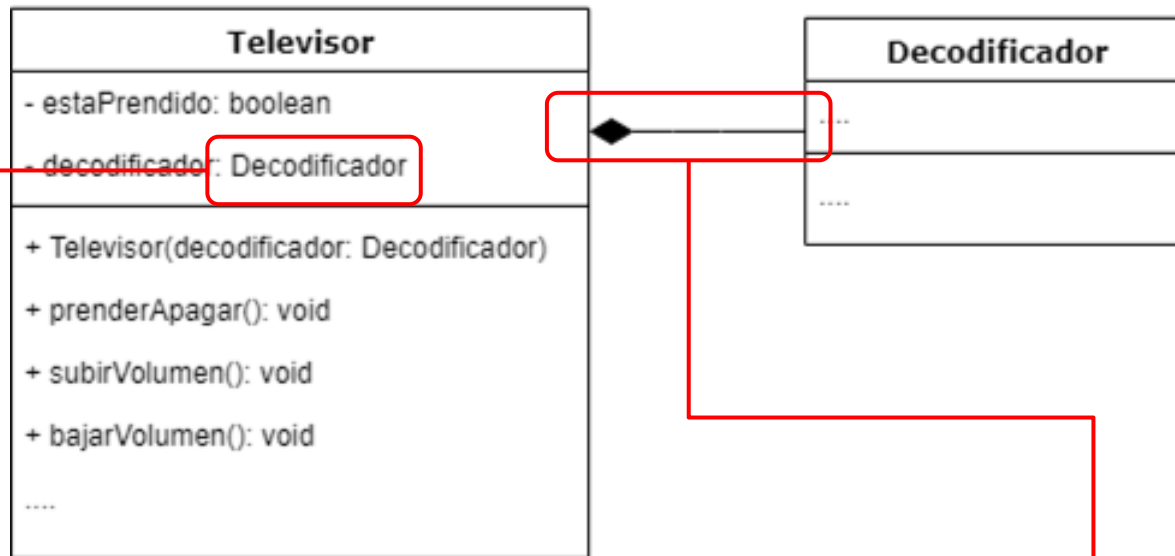 Televisor
- estaPrendido: boolean
- decodificador: Decodificador
+ Televisor(decodificador: Decodificador)
+ prenderApagar(): void
+ subirVolumen(): void
+ bajarVolumen(): void
....
Decodificador
....
....